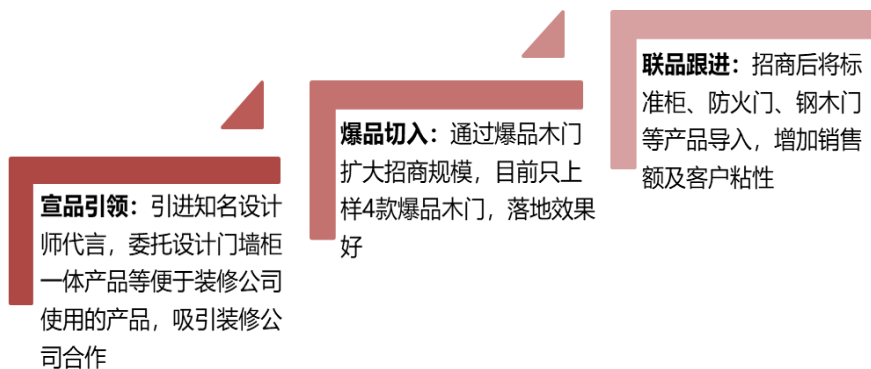 宣品引领：引进知名设计
师代言，委托设计门墙柜
一体产品等便于装修公司
使用的产品，吸引装修公
司合作
爆品切入：通过爆品木门
扩大招商规模，目前只上
样4款爆品木门，落地效果
好
联品跟进：招商后将标
准柜、防火门、钢木门
等产品导入，增加销售
额及客户粘性